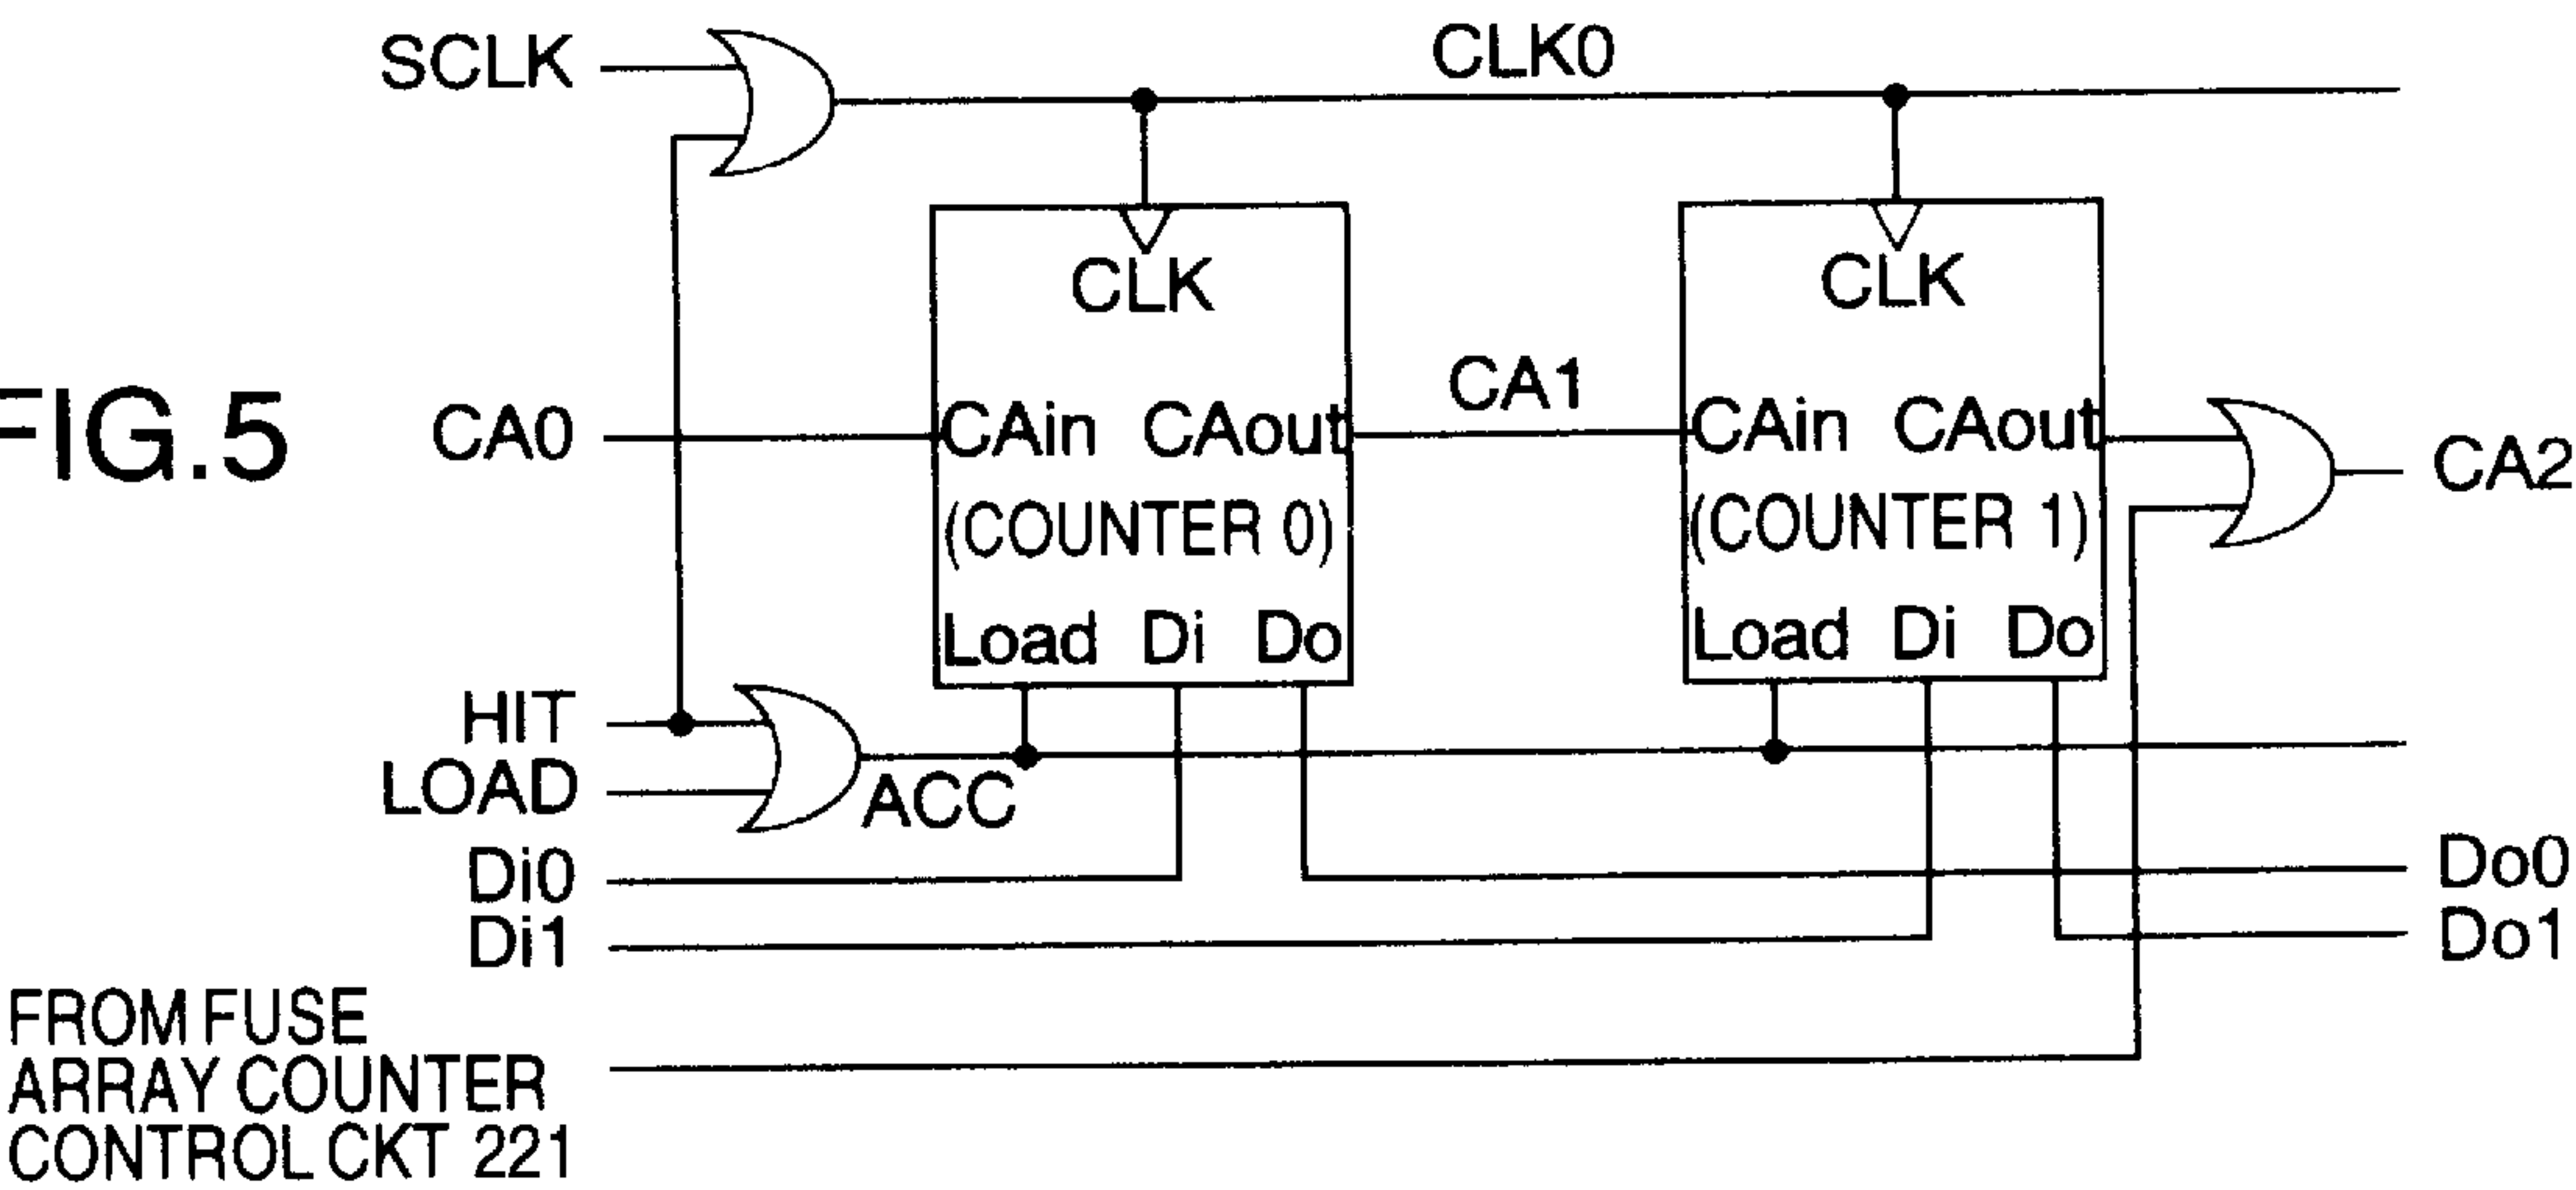 SCLK
CLK0
CLK
CLK
FIG.5
CA0
CAin CAout
CA1
CAin CAout
CA2
(COUNTER 0)
(COUNTER 1)
Load Di Do
Load Di Do
HIT
LOAD
ACC
Di0
Do0
Di1
Do1
FROM FUSE
ARRAY COUNTER
CONTROL CKT 221